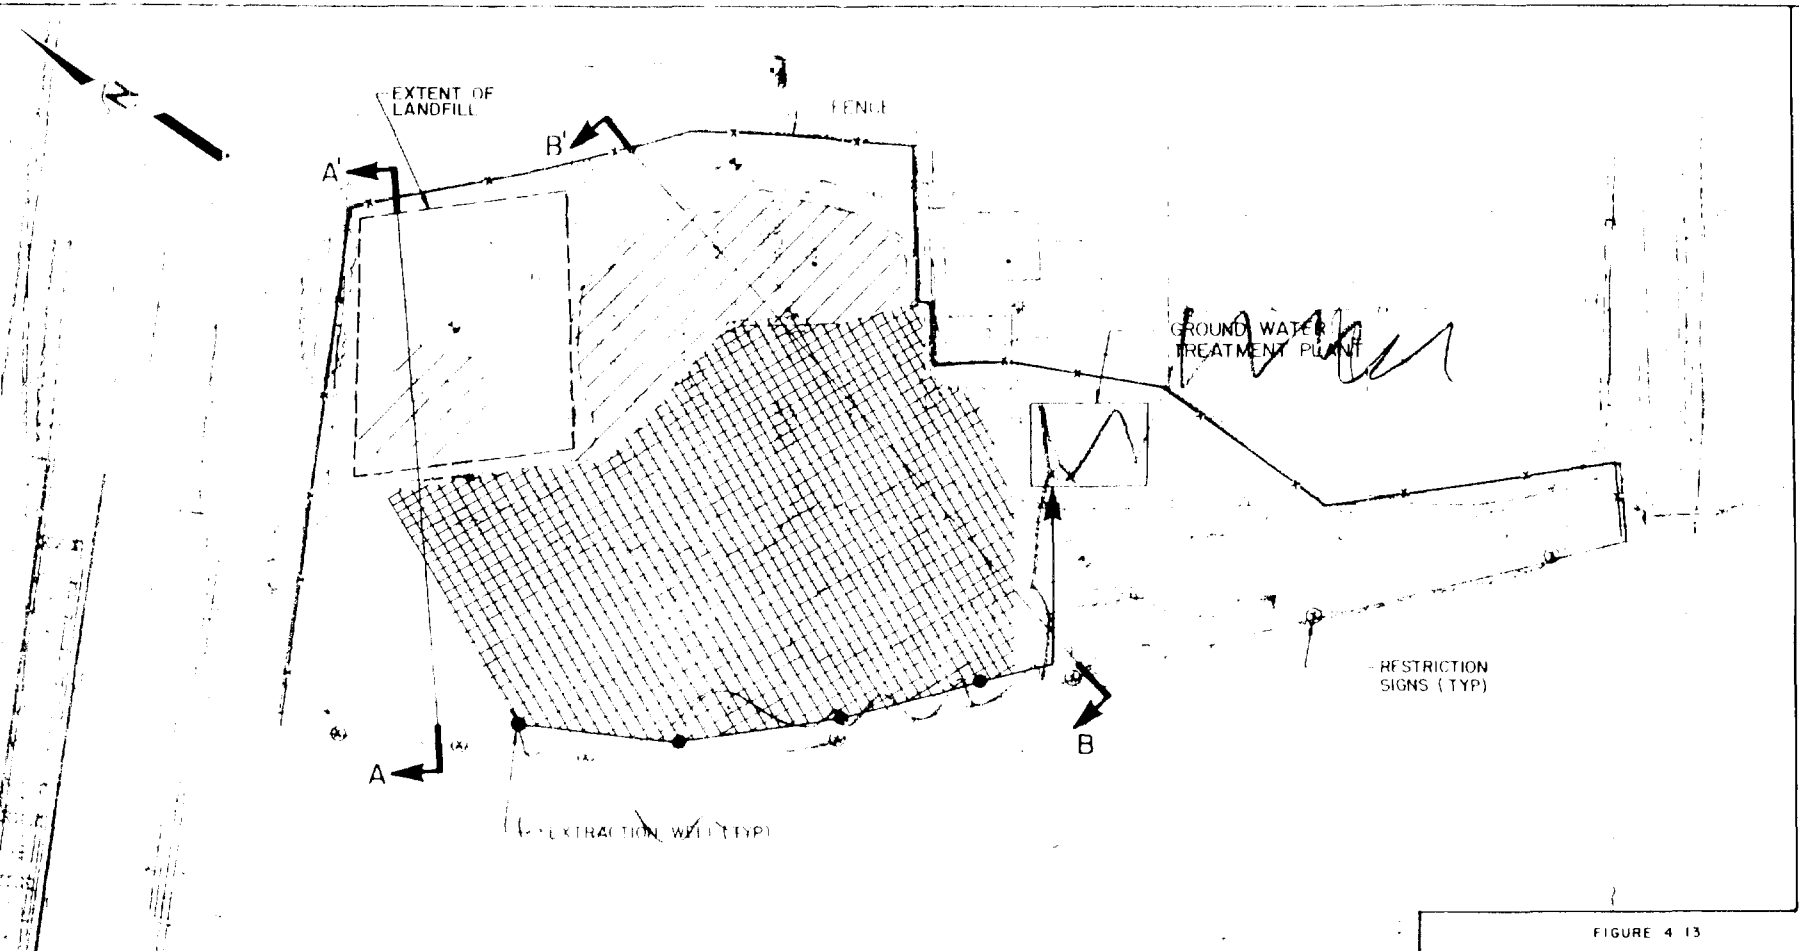 N
EXTENT OF
LANDFILL
FENCE
B'
A'
GROUND WATER
TREATMENT PLANT
RESTRICTION
SIGNS (TYP)
B
A
EXTRACTION WELL (TYP)
FIGURE 4 13